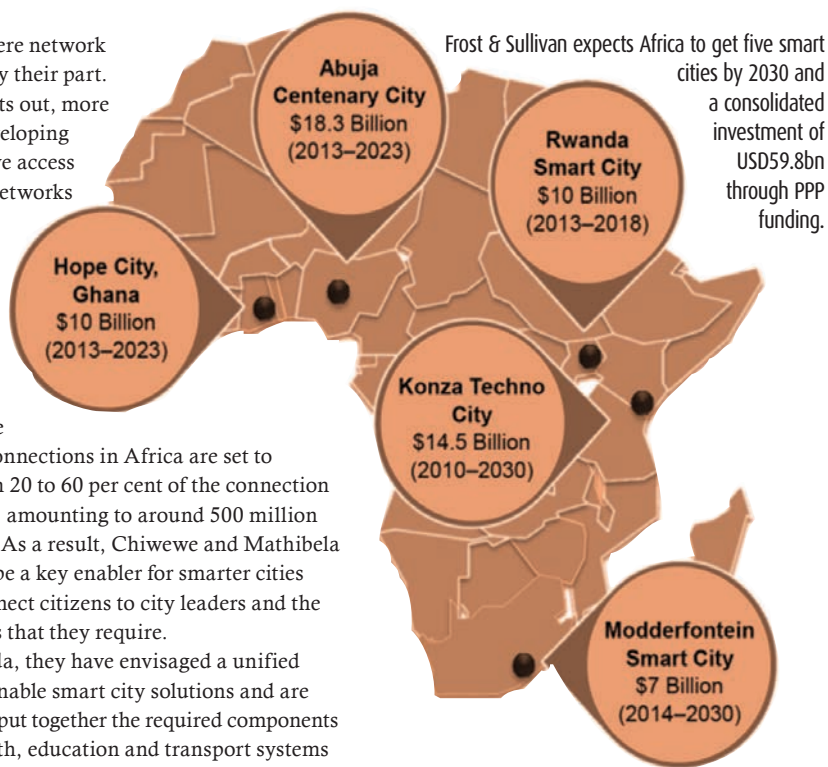 ere network
y their part.
ts out, more
eloping
e access
etworks
e
onnections in Africa are set to
n 20 to 60 per cent of the connection
, amounting to around 500 million
As a result, Chiwewe and Mathibela
be a key enabler for smarter cities
nect citizens to city leaders and the
s that they require.
da, they have envisaged a unified
nable smart city solutions and are
put together the required components
th, education and transport systems
Frost & Sullivan expects Africa to get five smart
cities by 2030 and
a consolidated
investment of
USD59.8bn
through PPP
funding.
Abuja
Centenary City
$18.3 Billion
(2013–2023)
Rwanda
Smart City
$10 Billion
(2013–2018)
Hope City,
Ghana
$10 Billion
(2013–2023)
Konza Techno
City
$14.5 Billion
(2010–2030)
Modderfontein
Smart City
$7 Billion
(2014–2030)